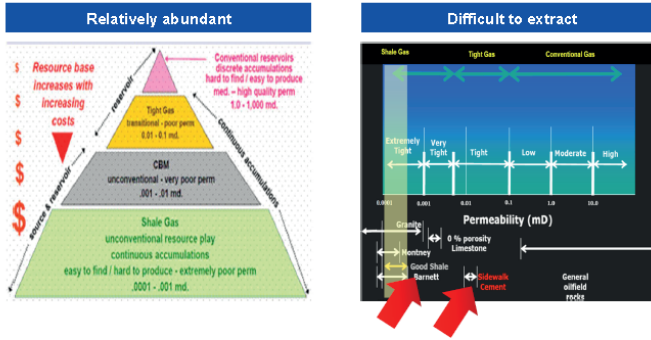 Relatively abundant
Difficult to extract
$
$
$
$
$
Resource base
increases with
increasing
costs
reservoir
source & reservoir
continuous accumulations
Conventional reservoirs
discrete accumulations
hard to find / easy to produce
med. – high quality perm
1.0 - 1,000 md.
Tight Gas
transitional - poor perm
0.01 - 0.1 md.
CBM
unconventional - very poor perm
.001 - .01 md.
Shale Gas
unconventional resource play
continuous accumulations
easy to find / hard to produce - extremely poor perm
.0001 - .001 md.
Shale Gas
Tight Gas
Conventional Gas
Extremely
Tight
Very
Tight
Tight
Low
Moderate
High
0.0001
0.001
0.01
0.1
1.0
10.0
Permeability (mD)
Granite
0 % porosity
Limestone
Montney
Good Shale
Barnett
Sidewalk
Cement
General
oilfield
rocks